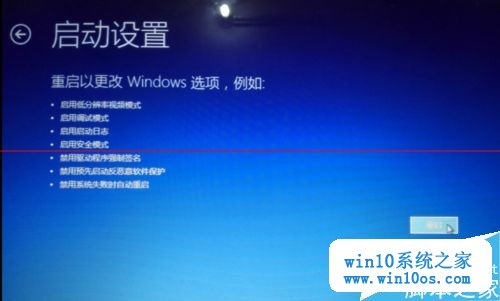 启动设置
重启以更改 Windows 选项，例如:
启用低分辨率视频模式
启用调试模式
启用启动日志
启用安全模式
禁用驱动程序强制签名
禁用预先启动反恶意软件保护
禁用系统失败时自动重启
win10系统之家
www.win10os.com
脚本之家